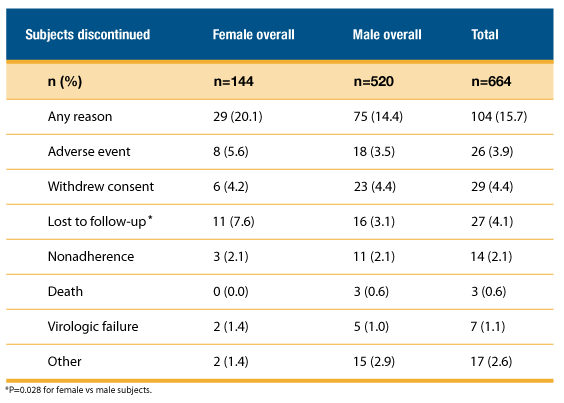 Subjects discontinued Female overall Male overall Total
n (%) n=144 n=520 n=664
Any reason 29 (20.1) 75 (14.4) 104 (15.7)
Adverse event 8 (5.6) 18 (3.5) 26 (3.9)
Withdrew consent 6 (4.2) 23 (4.4) 29 (4.4)
Lost to follow-up* 11 (7.6) 16 (3.1) 27 (4.1)
Nonadherence 3 (2.1) 11 (2.1) 14 (2.1)
Death 0 (0.0) 3 (0.6) 3 (0.6)
Virologic failure 2 (1.4) 5 (1.0) 7 (1.1)
Other 2 (1.4) 15 (2.9) 17 (2.6)
*P=0.028 for female vs male subjects.